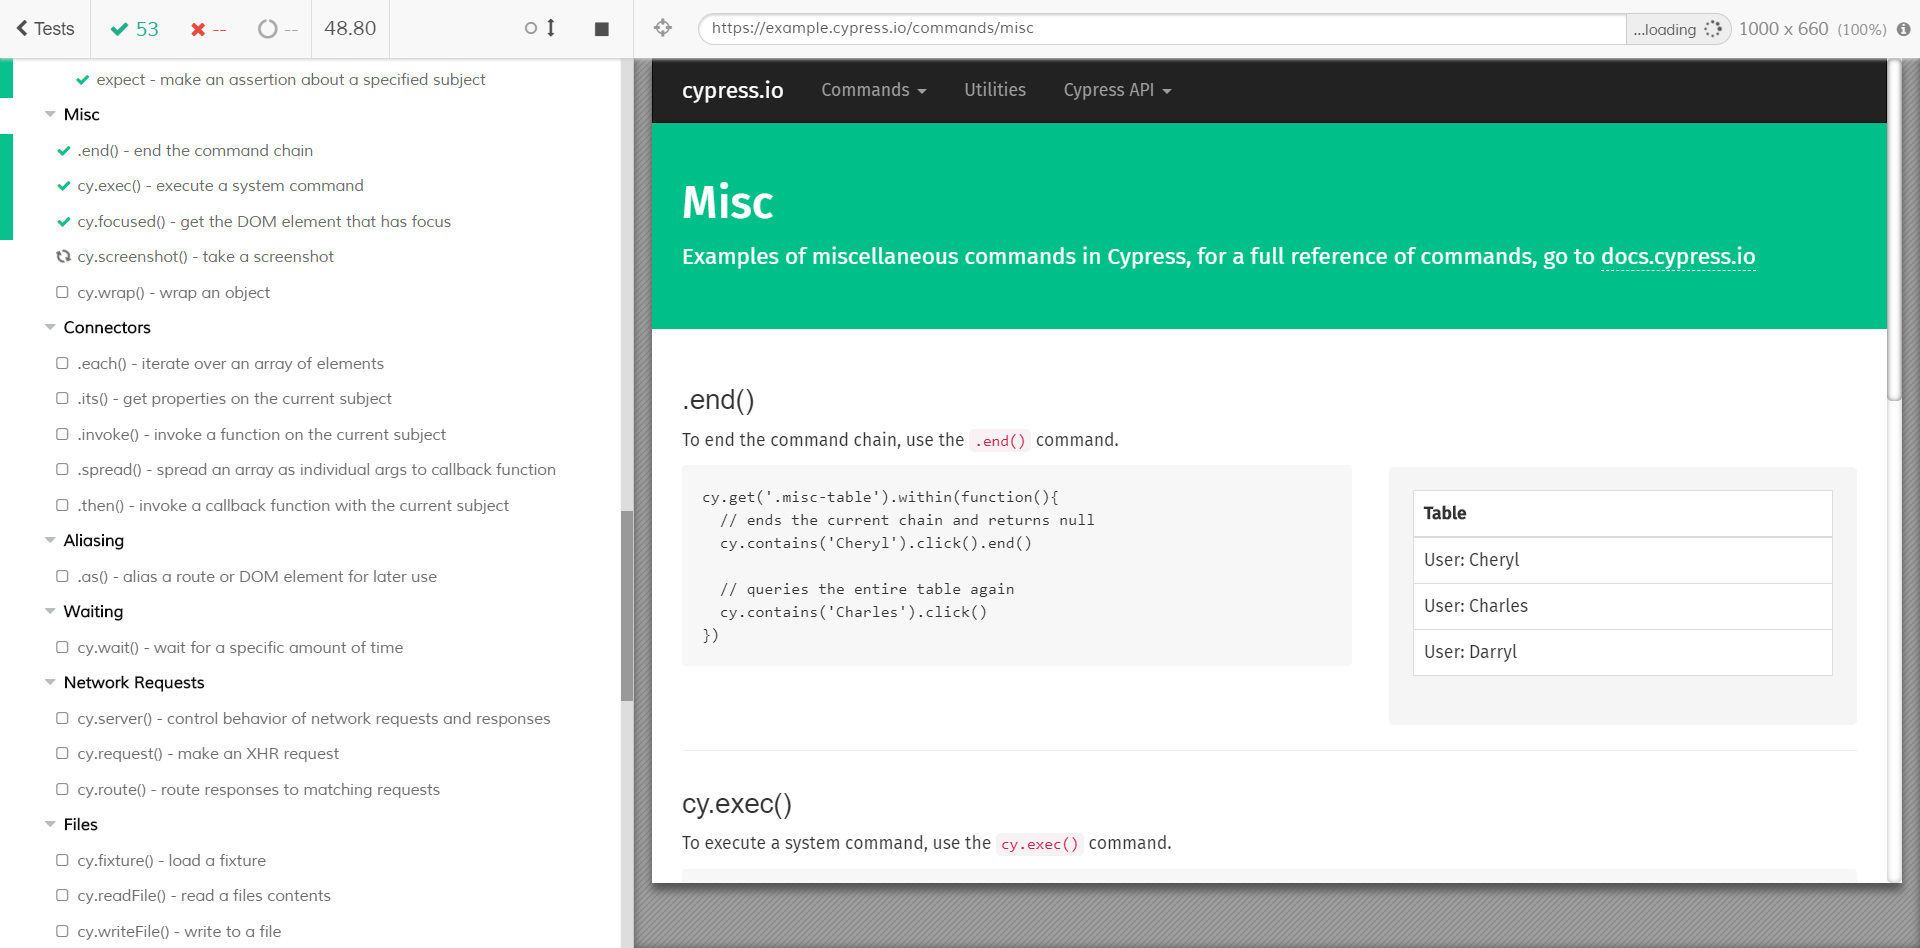 Tests 53 -- -- 48.80
https://example.cypress.io/commands/misc ...loading 1000 x 660 (100%)
expect - make an assertion about a specified subject
Misc
.end() - end the command chain
cy.exec() - execute a system command
cy.focused() - get the DOM element that has focus
cy.screenshot() - take a screenshot
cy.wrap() - wrap an object
Connectors
.each() - iterate over an array of elements
.its() - get properties on the current subject
.invoke() - invoke a function on the current subject
.spread() - spread an array as individual args to callback function
.then() - invoke a callback function with the current subject
Aliasing
.as() - alias a route or DOM element for later use
Waiting
cy.wait() - wait for a specific amount of time
Network Requests
cy.server() - control behavior of network requests and responses
cy.request() - make an XHR request
cy.route() - route responses to matching requests
Files
cy.fixture() - load a fixture
cy.readFile() - read a files contents
cy.writeFile() - write to a file
cypress.io Commands Utilities Cypress API
Misc
Examples of miscellaneous commands in Cypress, for a full reference of commands, go to docs.cypress.io
.end()
To end the command chain, use the .end() command.
cy.get('.misc-table').within(function(){
// ends the current chain and returns null
cy.contains('Cheryl').click().end()
// queries the entire table again
cy.contains('Charles').click()
})
Table
User: Cheryl
User: Charles
User: Darryl
cy.exec()
To execute a system command, use the cy.exec() command.